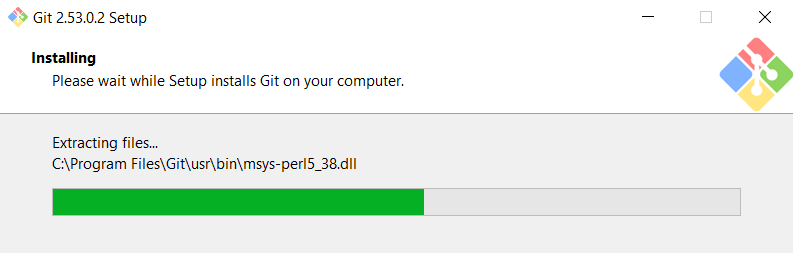 Git 2.53.0.2 Setup
Installing
Please wait while Setup installs Git on your computer.
Extracting files...
C:\Program Files\Git\usr\bin\msys-perl5_38.dll